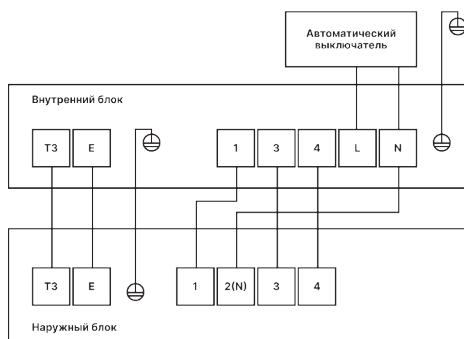 Автоматический
выключатель
Внутренний блок
T3 E 1 3 4 L N
T3 E 1 2(N) 3 4
Наружный блок